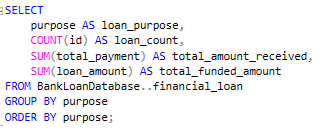 SELECT
purpose AS loan_purpose,
COUNT(id) AS loan_count,
SUM(total_payment) AS total_amount_received,
SUM(loan_amount) AS total_funded_amount
FROM BankLoanDatabase..financial_loan
GROUP BY purpose
ORDER BY purpose;